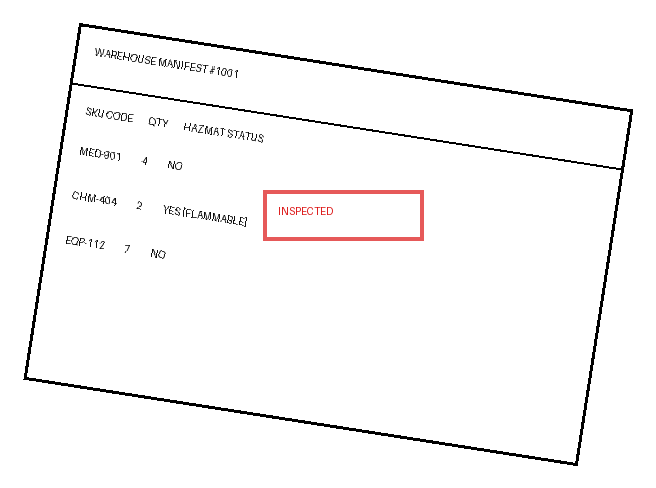 WAREHOUSE MANIFEST #1001
SKU CODE QTY HAZMAT STATUS
MED-901 4 NO
CHM-404 2 YES [FLAMMABLE] INSPECTED
EQP-112 7 NO